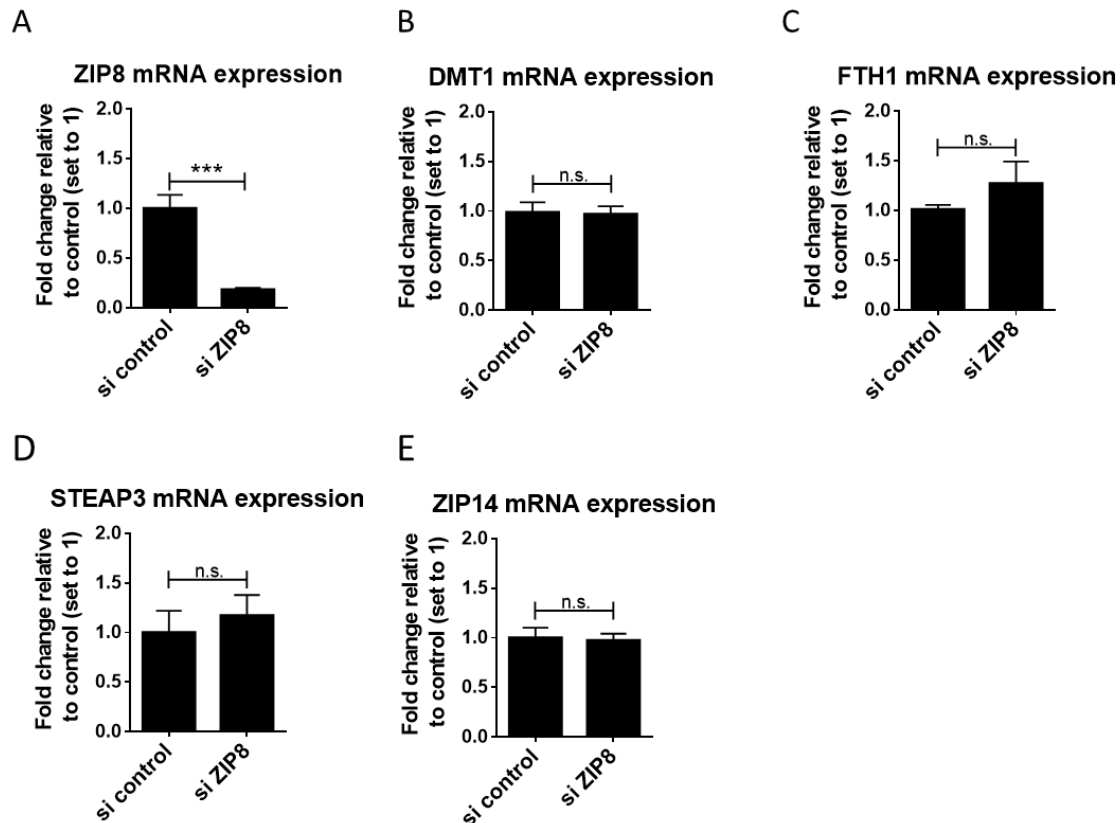 A
ZIP8 mRNA expression
Fold change relative
to control (set to 1)
2.0
1.5
1.0
0.5
0.0
***
si control
si ZIP8
B
DMT1 mRNA expression
Fold change relative
to control (set to 1)
2.0
1.5
1.0
0.5
0.0
n.s.
si control
si ZIP8
C
FTH1 mRNA expression
Fold change relative
to control (set to 1)
2.0
1.5
1.0
0.5
0.0
n.s.
si control
si ZIP8
D
STEAP3 mRNA expression
Fold change relative
to control (set to 1)
2.0
1.5
1.0
0.5
0.0
n.s.
si control
si ZIP8
E
ZIP14 mRNA expression
Fold change relative
to control (set to 1)
2.0
1.5
1.0
0.5
0.0
n.s.
si control
si ZIP8